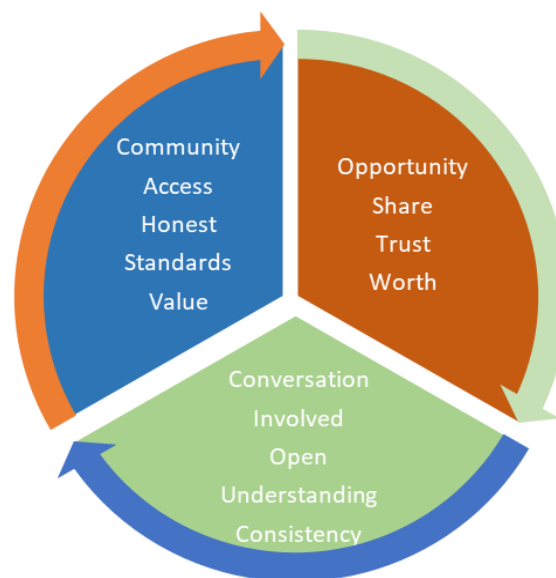 Community
Access
Honest
Standards
Value
Opportunity
Share
Trust
Worth
Conversation
Involved
Open
Understanding
Consistency